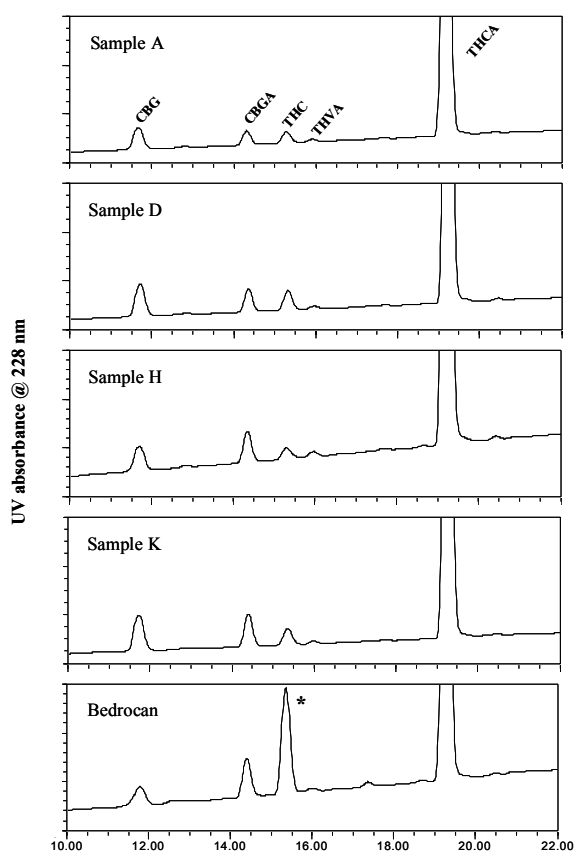 Sample A
CBG
CBGA
THC
THVA
THCA
Sample D
Sample H
Sample K
Bedrocan
*
UV absorbance @ 228 nm
10.00 12.00 14.00 16.00 18.00 20.00 22.00